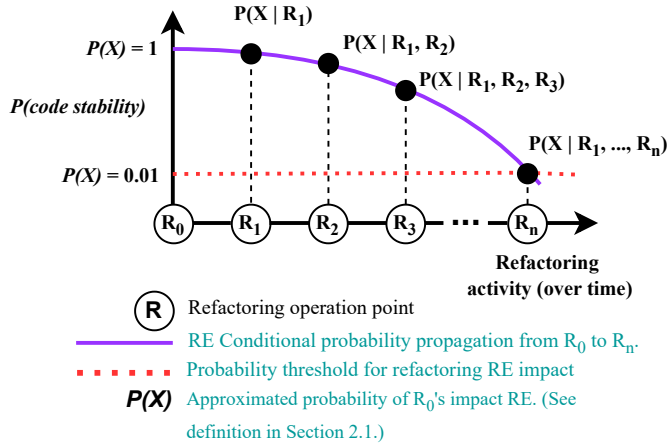 P(X | R1)
P(X) = 1
P(X | R1, R2)
P(X | R1, R2, R3)
P(code stability)
P(X | R1, ..., Rn)
P(X) = 0.01
R0 R1 R2 R3 ... Rn
Refactoring
activity (over time)
R Refactoring operation point
RE Conditional probability propagation from R0 to Rn.
Probability threshold for refactoring RE impact
P(X) Approximated probability of R0's impact RE. (See
definition in Section 2.1.)